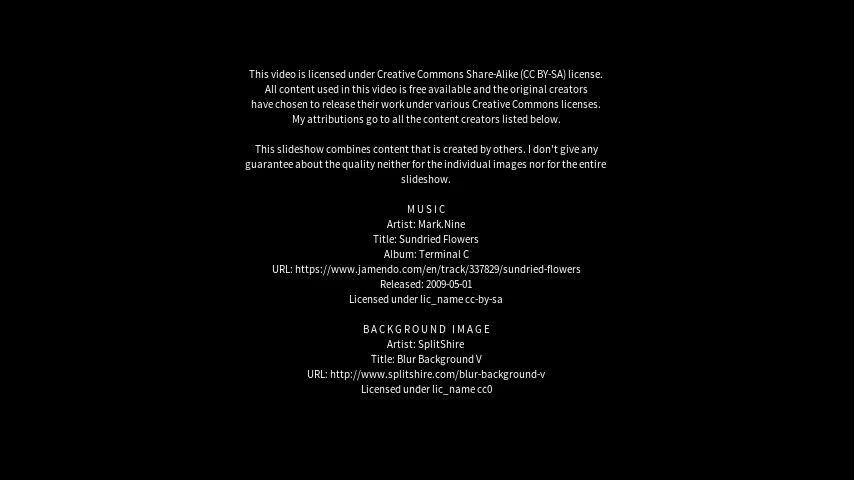 This video is licensed under Creative Commons Share-Alike (CC BY-SA) license.
All content used in this video is free available and the original creators
have chosen to release their work under various Creative Commons licenses.
My attributions go to all the content creators listed below.
This slideshow combines content that is created by others. I don't give any
guarantee about the quality neither for the individual images nor for the entire
slideshow.
MUSIC
Artist: Mark.Nine
Title: Sundried Flowers
Album: Terminal C
URL: https://www.jamendo.com/en/track/337829/sundried-flowers
Released: 2009-05-01
Licensed under lic_name cc-by-sa
BACKGROUND IMAGE
Artist: SplitShire
Title: Blur Background V
URL: http://www.splitshire.com/blur-background-v
Licensed under lic_name cc0